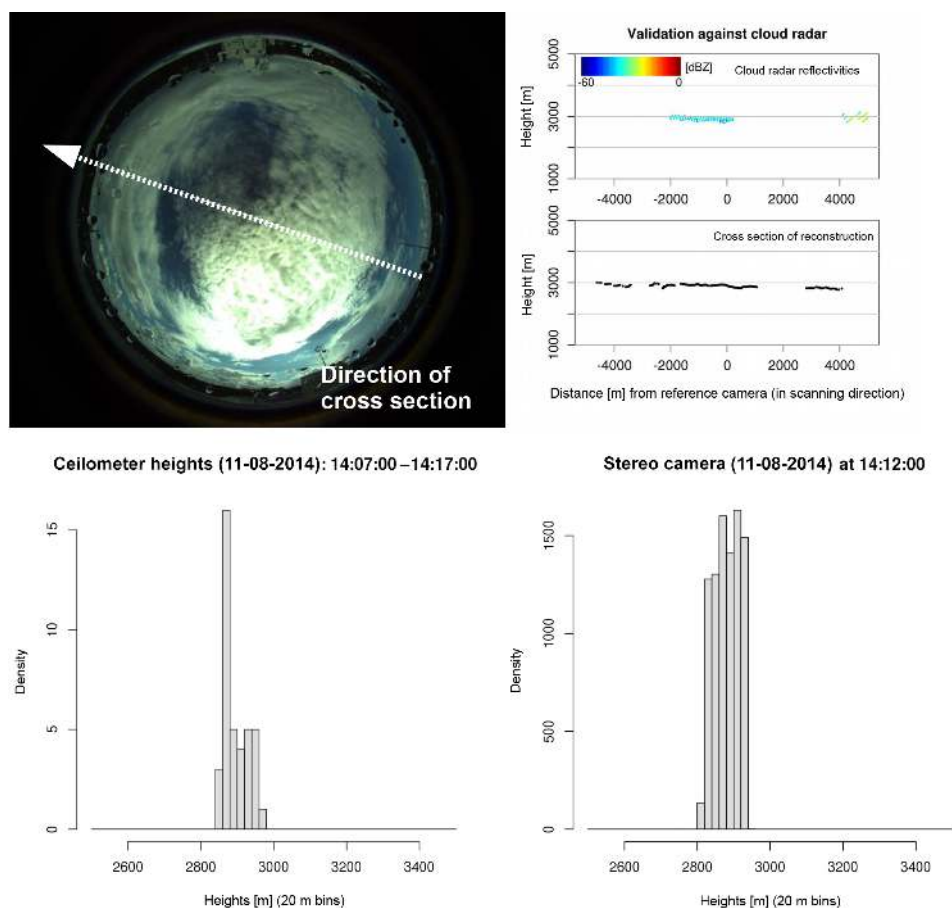 Direction of
cross section
Validation against cloud radar
[dBZ]
-60
0
Cloud radar reflectivities
Height [m]
1000
3000
5000
-4000 -2000 0 2000 4000
Cross section of reconstruction
Height [m]
1000
3000
5000
-4000 -2000 0 2000 4000
Distance [m] from reference camera (in scanning direction)
Ceilometer heights (11-08-2014): 14:07:00 –14:17:00
Density
0
5
10
15
2600 2800 3000 3200 3400
Heights [m] (20 m bins)
Stereo camera (11-08-2014) at 14:12:00
Density
0
500
1000
1500
2600 2800 3000 3200 3400
Heights [m] (20 m bins)